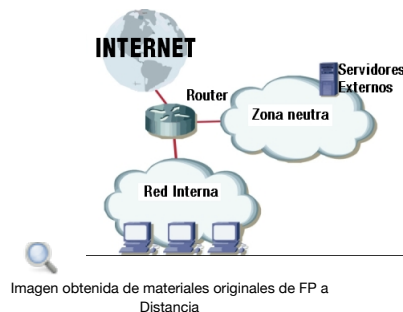 INTERNET
Servidores
Externos
Router
Zona neutra
Red Interna
Imagen obtenida de materiales originales de FP a
Distancia